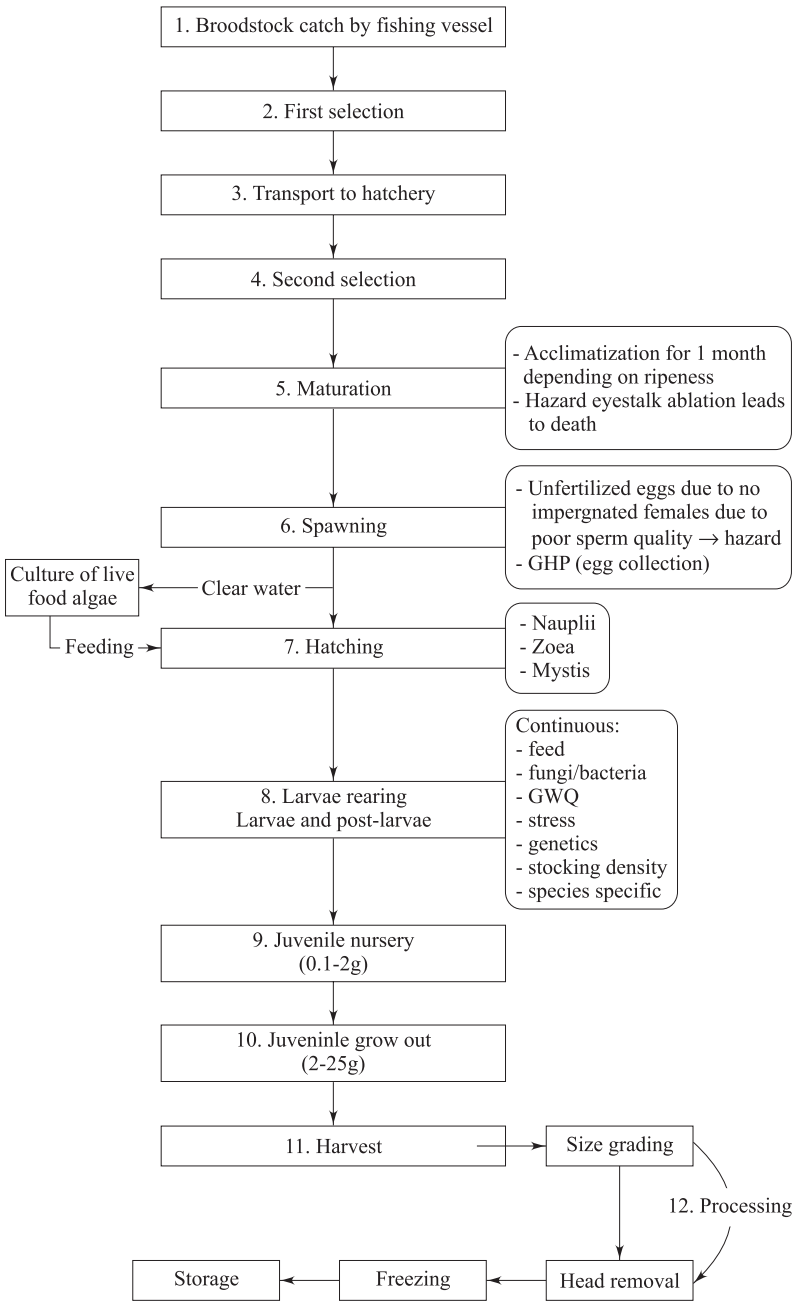 1. Broodstock catch by fishing vessel
2. First selection
3. Transport to hatchery
4. Second selection
5. Maturation
- Acclimatization for 1 month
depending on ripeness
- Hazard eyestalk ablation leads
to death
6. Spawning
- Unfertilized eggs due to no
impergnated females due to
poor sperm quality → hazard
- GHP (egg collection)
Culture of live
food algae
Clear water
Feeding
7. Hatching
- Nauplii
- Zoea
- Mystis
8. Larvae rearing
Larvae and post-larvae
Continuous:
- feed
- fungi/bacteria
- GWQ
- stress
- genetics
- stocking density
- species specific
9. Juvenile nursery
(0.1-2g)
10. Juveninle grow out
(2-25g)
11. Harvest
Size grading
12. Processing
Storage
Freezing
Head removal